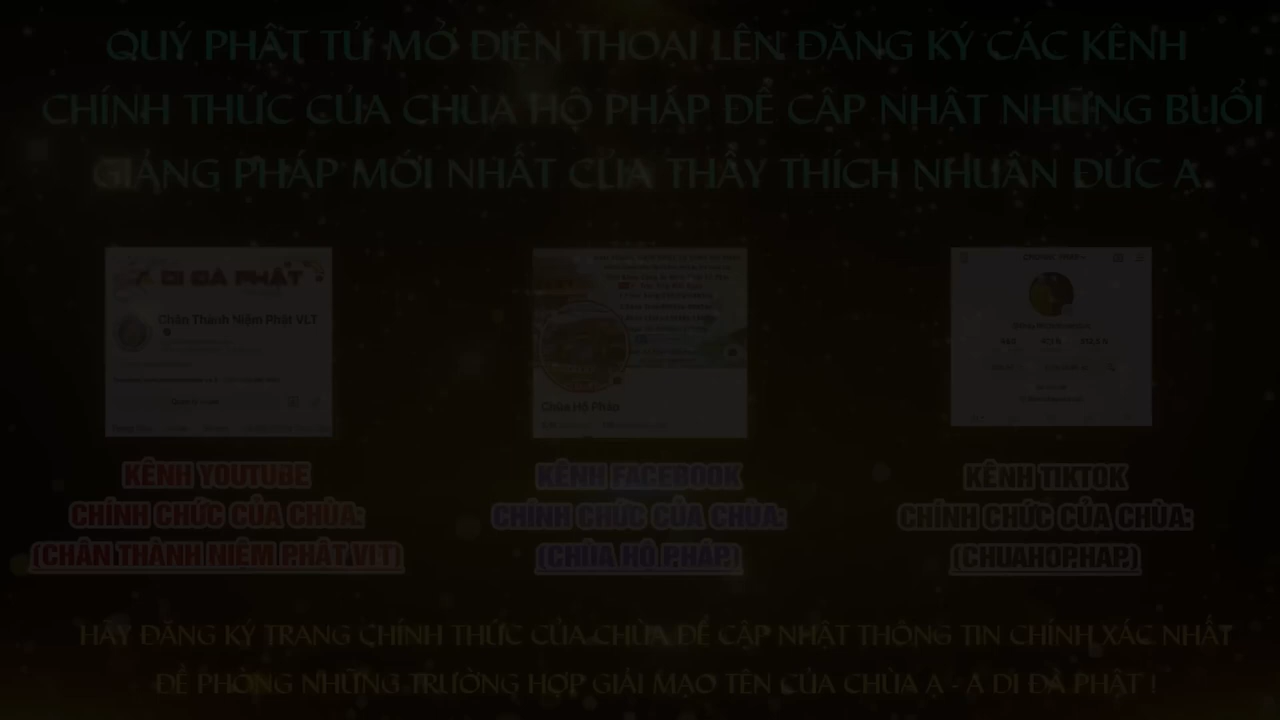 QUÝ PHẬT TỬ MỞ ĐIỆN THOẠI LÊN ĐĂNG KÝ CÁC KÊNH
CHÍNH THỨC CỦA CHÙA HỘ PHÁP ĐỂ CẬP NHẬT NHỮNG BUỔI
GIẢNG PHÁP MỚI NHẤT CỦA THẦY THÍCH NHUẬN ĐỨC Ạ.
DI ĐÀ PHẬT
Chân Thành Niệm Phật VLT
Chùa Hộ Pháp
KÊNH YOUTUBE
CHÍNH CHỨC CỦA CHÙA:
(CHÂN THÀNH NIỆM PHẬT VLT)
KÊNH FACEBOOK
CHÍNH CHỨC CỦA CHÙA:
(CHÙA HỘ PHÁP)
KÊNH TIKTOK
CHÍNH CHỨC CỦA CHÙA:
(CHUAHOPHAP.)
HÃY ĐĂNG KÝ TRANG CHÍNH THỨC CỦA CHÙA ĐỂ CẬP NHẬT THÔNG TIN CHÍNH XÁC NHẤT
ĐỀ PHÒNG NHỮNG TRƯỜNG HỢP GIẢI MẠO TÊN CỦA CHÙA Ạ - A DI ĐÀ PHẬT !